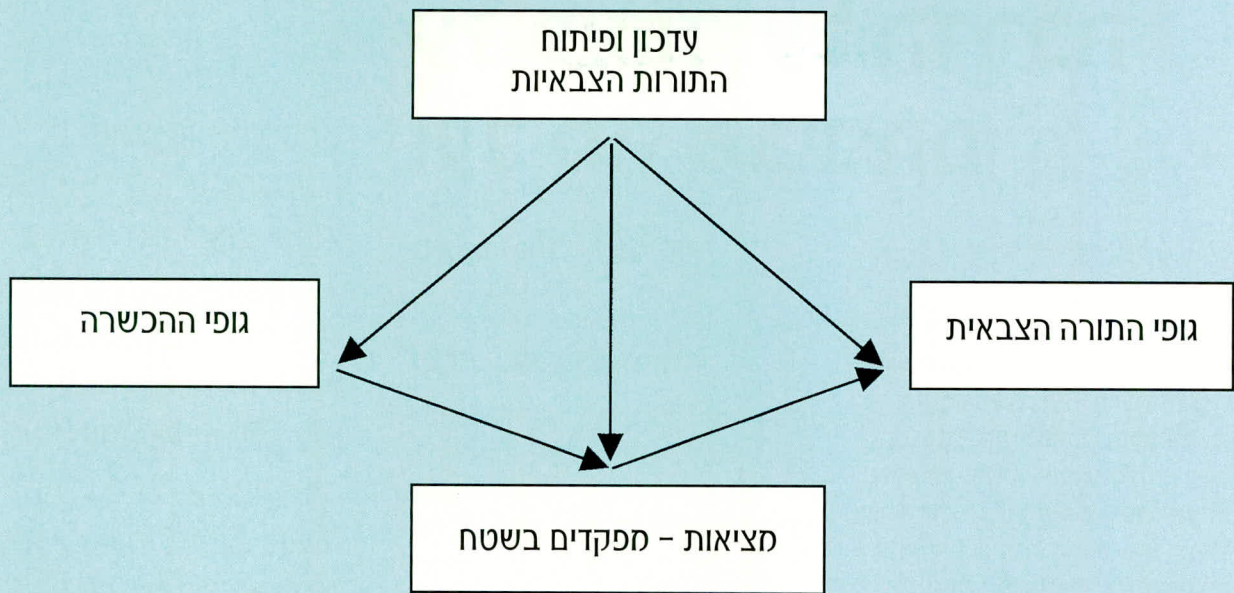 עדכון ופיתוח
התורות הצבאיות
גופי התורה הצבאית
גופי ההכשרה
מציאות – מפקדים בשטח